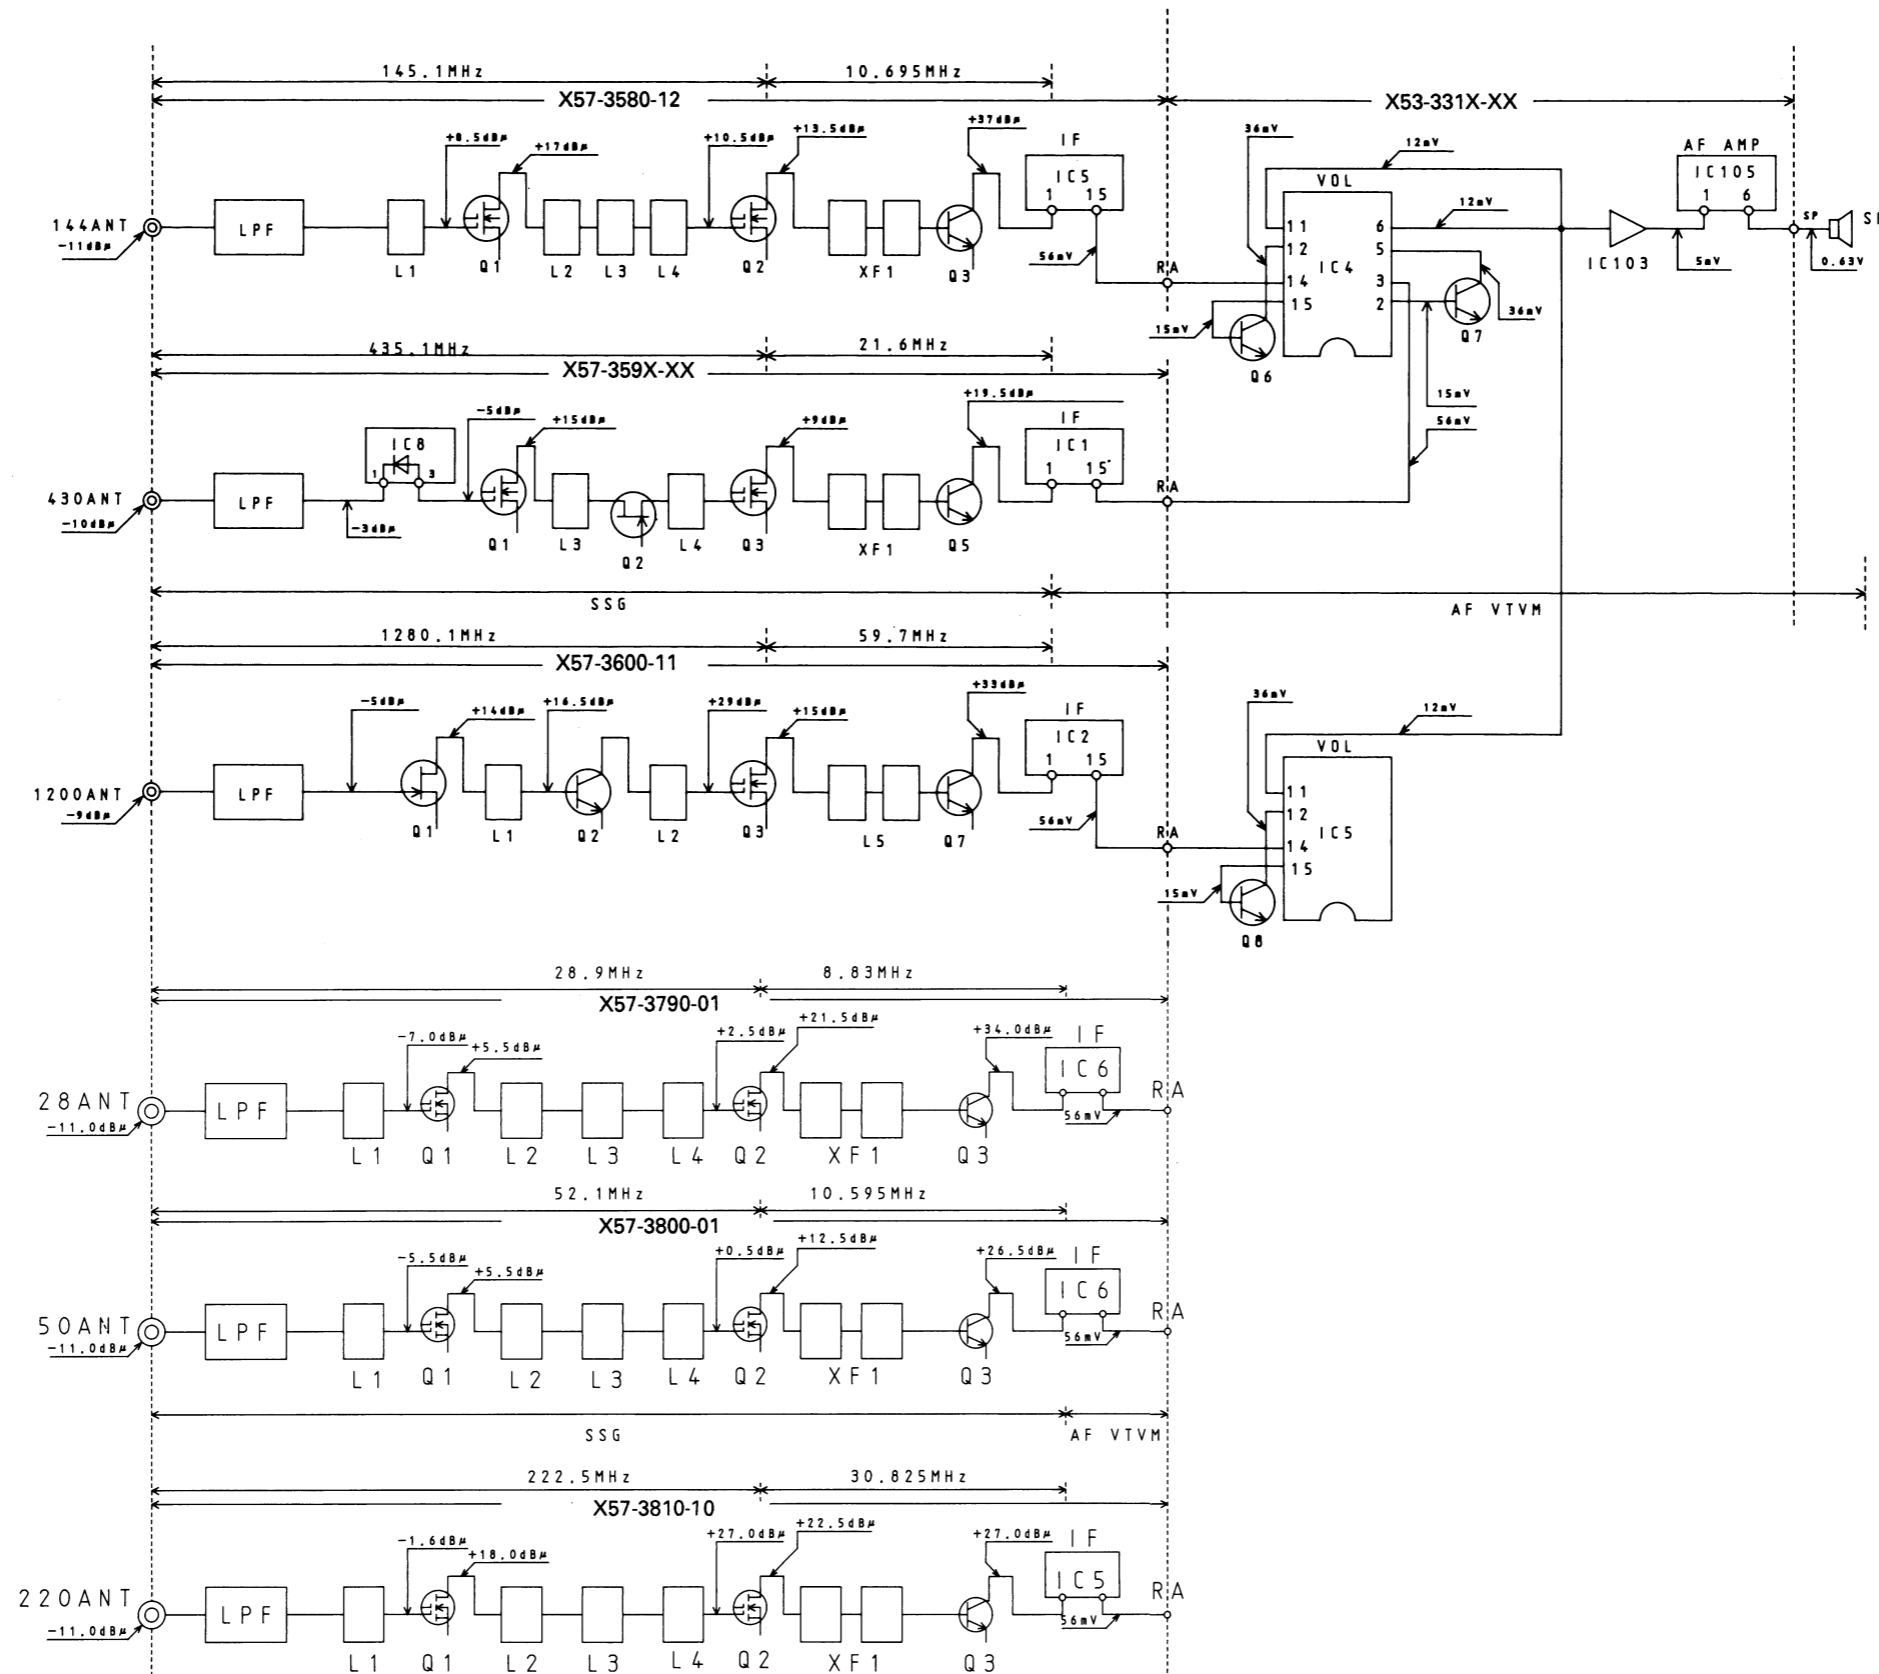 145.1MHz 10.695MHz
X57-3580-12 X53-331X-XX
+8.5dBμ +17dBμ +10.5dBμ +13.5dBμ +37dBμ IF 36mV 12mV AF AMP
IC5 VOL IC105
1 15 1 6
144ANT LPF 11 6 12mV SP
-11dBμ 12 5 IC103 5mV 0.63V
Q1 L2 L3 L4 Q2 XF1 Q3 56mV RA IC4
L1 14 3
15 2 36mV
15mV Q6 Q7
435.1MHz 21.6MHz
X57-359X-XX
-5dBμ +15dBμ +9dBμ +19.5dBμ IF 15mV
IC8 IC1 56mV
1 3 1 15
430ANT LPF RA
-10dBμ -3dBμ Q1 L3 Q2 L4 Q3 XF1 Q5
SSG AF VTVM
1280.1MHz 59.7MHz
X57-3600-11
-5dBμ +14dBμ +16.5dBμ +29dBμ +15dBμ +33dBμ IF 36mV 12mV
IC2 VOL
1 15
1200ANT LPF 11
-9dBμ 12
Q1 L1 Q2 L2 Q3 L5 Q7 56mV RA IC5
14
15
15mV Q8
28.9MHz 8.83MHz
X57-3790-01
-7.0dBμ +5.5dBμ +2.5dBμ +21.5dBμ +34.0dBμ IF
IC6
28ANT LPF RA
-11.0dBμ 56mV
L1 Q1 L2 L3 L4 Q2 XF1 Q3
52.1MHz 10.595MHz
X57-3800-01
-5.5dBμ +5.5dBμ +0.5dBμ +12.5dBμ +26.5dBμ IF
IC6
50ANT LPF RA
-11.0dBμ 56mV
L1 Q1 L2 L3 L4 Q2 XF1 Q3
SSG AF VTVM
222.5MHz 30.825MHz
X57-3810-10
-1.6dBμ +18.0dBμ +27.0dBμ +22.5dBμ +27.0dBμ IF
IC5
220ANT LPF RA
-11.0dBμ 56mV
L1 Q1 L2 L3 L4 Q2 XF1 Q3